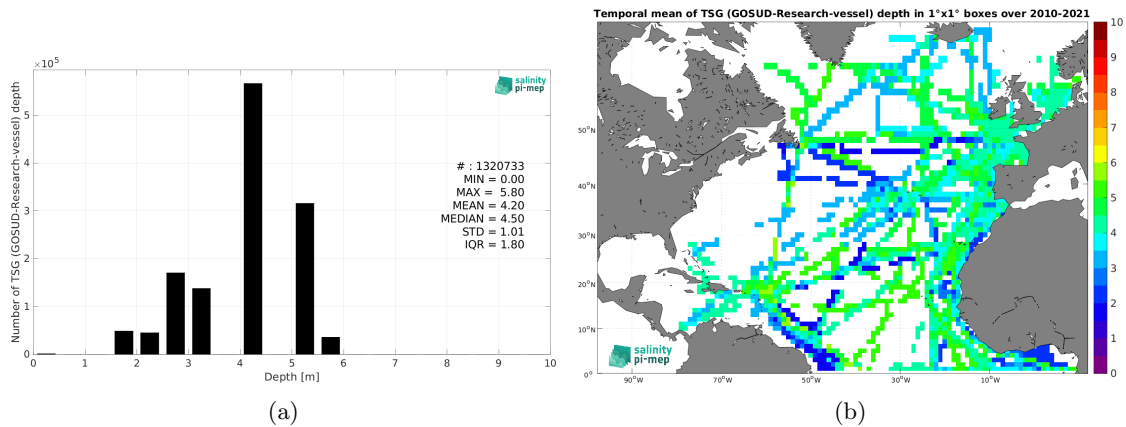 ×10⁵
5
4
3
2
1
0
Number of TSG (GOSUD-Research-vessel) depth
salinity
pi-mep
# : 1320733
MIN = 0.00
MAX = 5.80
MEAN = 4.20
MEDIAN = 4.50
STD = 1.01
IQR = 1.80
0 1 2 3 4 5 6 7 8 9 10
Depth [m]
(a)
Temporal mean of TSG (GOSUD-Research-vessel) depth in 1°x1° boxes over 2010-2021
50°N
40°N
30°N
20°N
10°N
0°
90°W 70°W 50°W 30°W 10°W
salinity
pi-mep
10
9
8
7
6
5
4
3
2
1
0
(b)